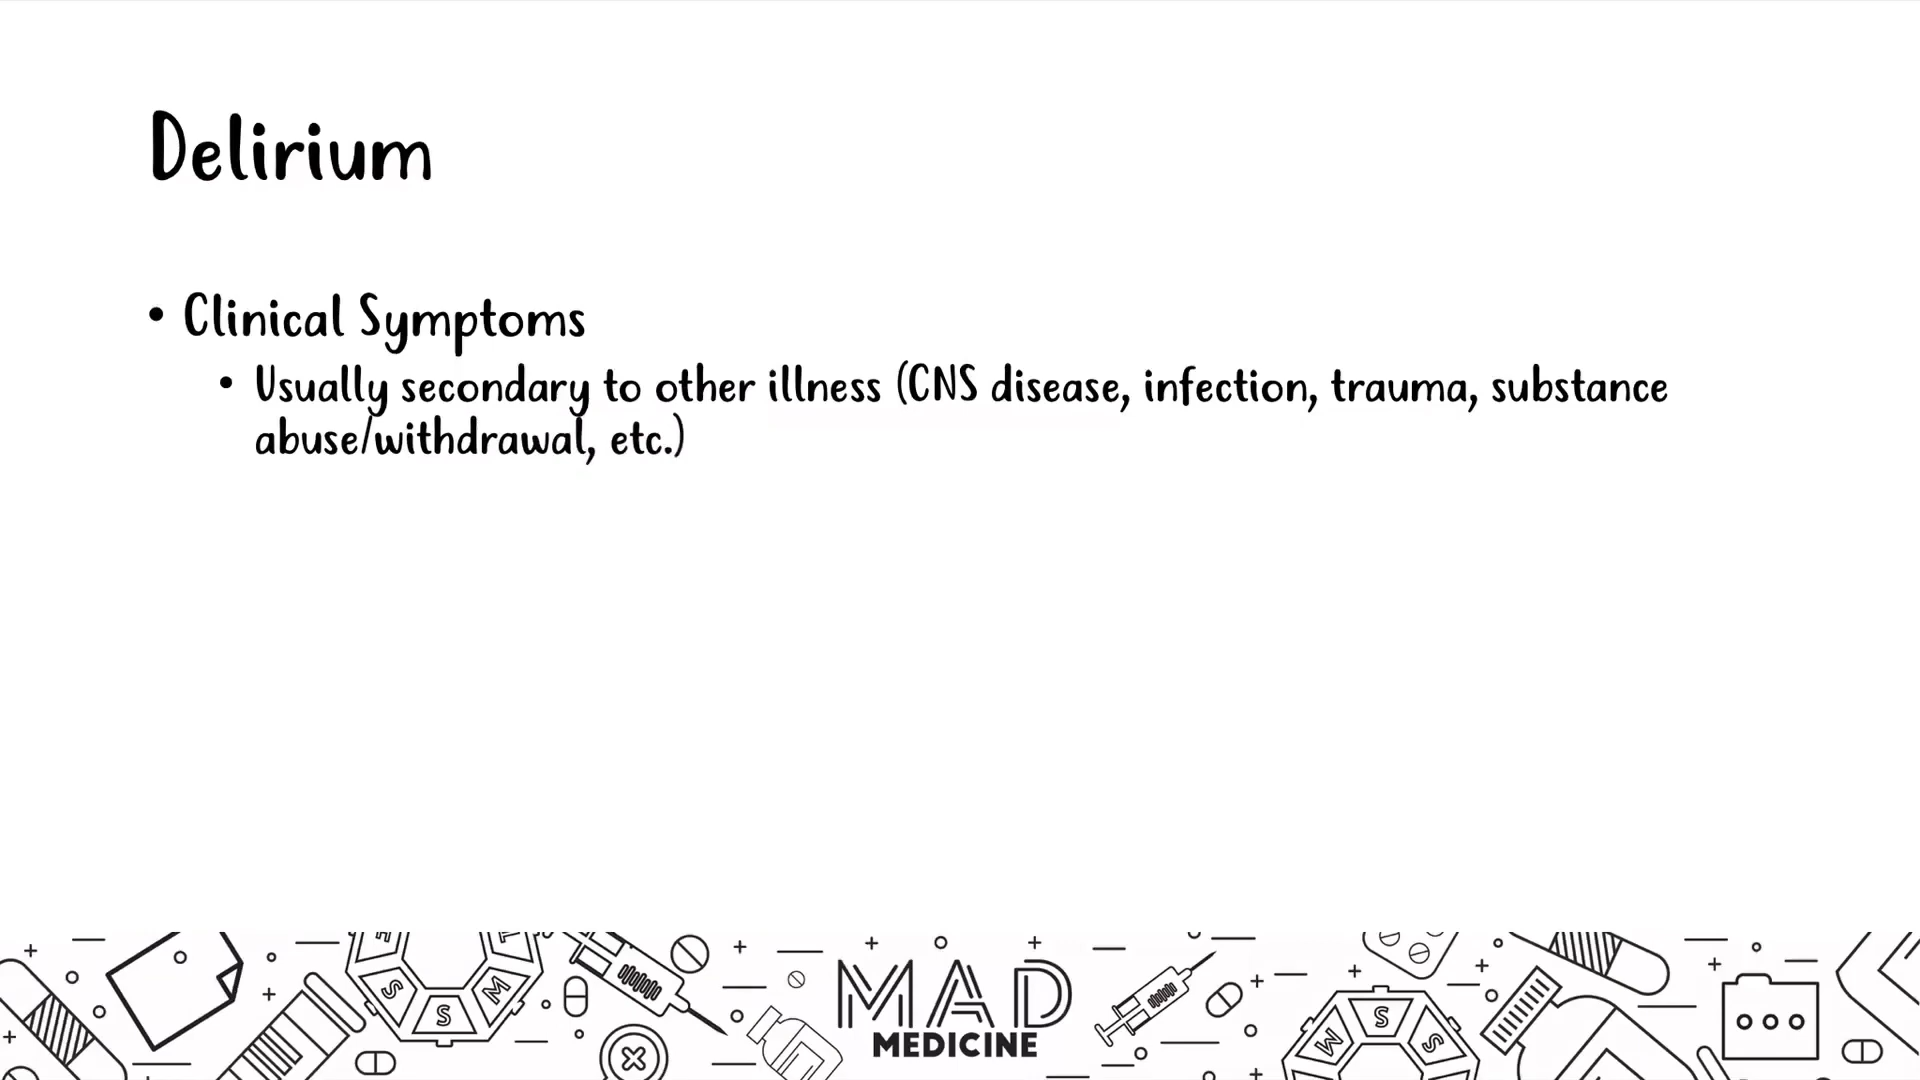 Delirium
• Clinical Symptoms
• Usually secondary to other illness (CNS disease, infection, trauma, substance
abuse/withdrawal, etc.)
H
T
S
S
M
MAD
MEDICINE
M
S
S